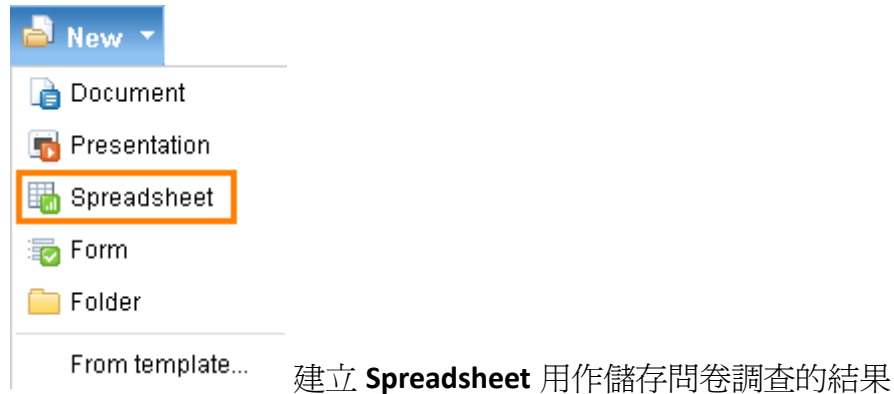 New
Document
Presentation
Spreadsheet
Form
Folder
From template...
建立 Spreadsheet 用作儲存問卷調查的結果